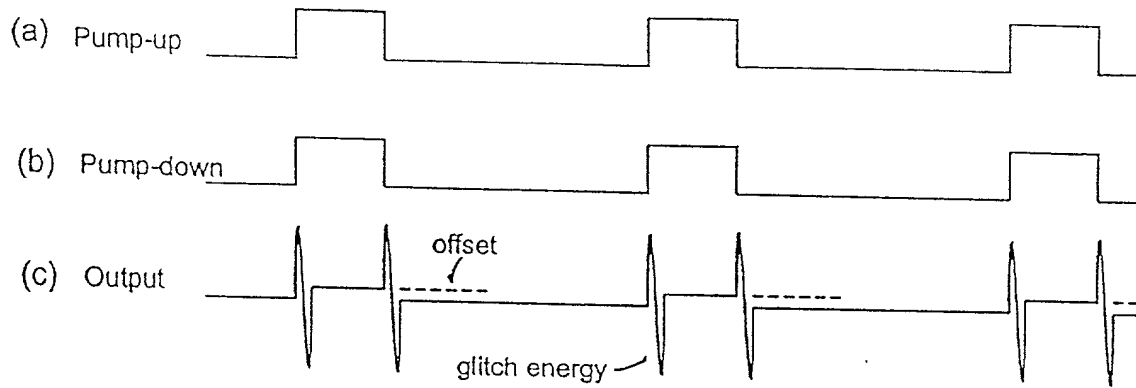 (a) Pump-up
(b) Pump-down
offset
(c) Output
glitch energy